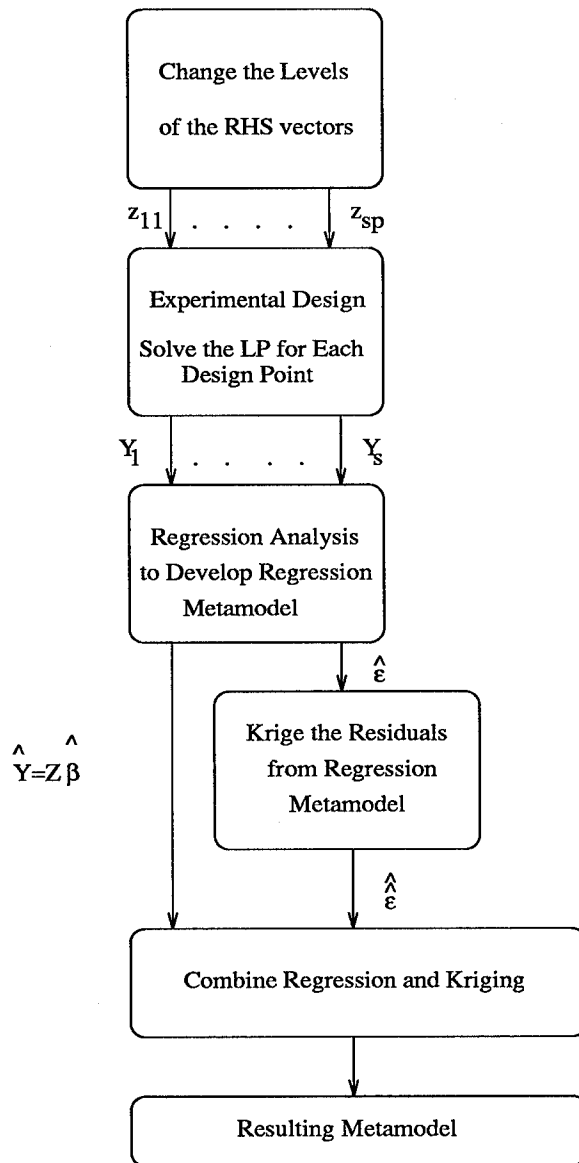 Change the Levels
of the RHS vectors
z11 . . . . zsp
Experimental Design
Solve the LP for Each
Design Point
Y1 . . . . Ys
Regression Analysis
to Develop Regression
Metamodel
ε̂
Krige the Residuals
from Regression
Metamodel
Ŷ=Zβ̂
ε̂̂
Combine Regression and Kriging
Resulting Metamodel